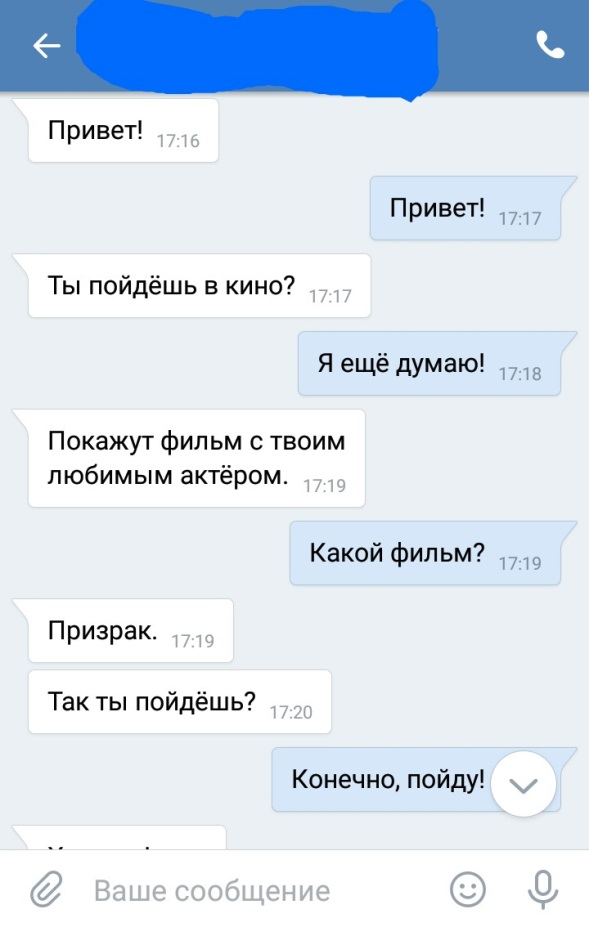 Привет! 17:16
Привет! 17:17
Ты пойдёшь в кино? 17:17
Я ещё думаю! 17:18
Покажут фильм с твоим
любимым актёром. 17:19
Какой фильм? 17:19
Призрак. 17:19
Так ты пойдёшь? 17:20
Конечно, пойду!
Ваше сообщение